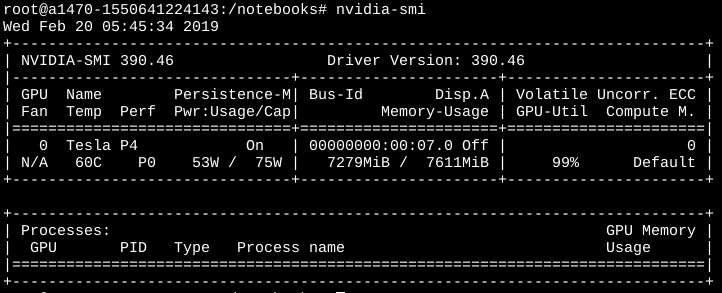 root@a1470-1550641224143:/notebooks# nvidia-smi
Wed Feb 20 05:45:34 2019
+-----------------------------------------------------------------------------+
| NVIDIA-SMI 390.46                 Driver Version: 390.46                    |
|-------------------------------+----------------------+----------------------+
| GPU  Name        Persistence-M| Bus-Id        Disp.A | Volatile Uncorr. ECC |
| Fan  Temp  Perf  Pwr:Usage/Cap|         Memory-Usage | GPU-Util  Compute M. |
|===============================+======================+======================|
|   0  Tesla P4            On   | 00000000:00:07.0 Off |                    0 |
| N/A   60C    P0    53W /  75W |   7279MiB /  7611MiB |     99%      Default |
+-------------------------------+----------------------+----------------------+
+-----------------------------------------------------------------------------+
| Processes:                                                       GPU Memory |
|  GPU       PID   Type   Process name                             Usage      |
|=============================================================================|
+-----------------------------------------------------------------------------+